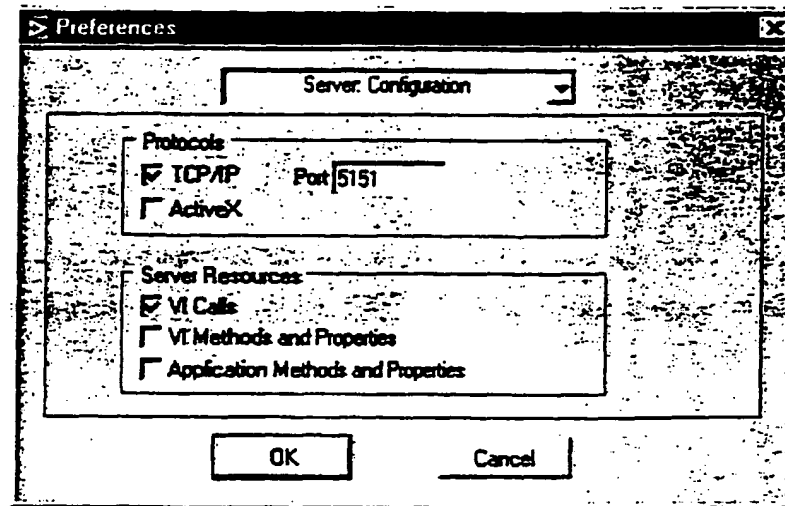 Preferences
Server: Configuration
Protocols
TCP/IP Port 5151
ActiveX
Server Resources
VI Calls
VI Methods and Properties
Application Methods and Properties
OK Cancel